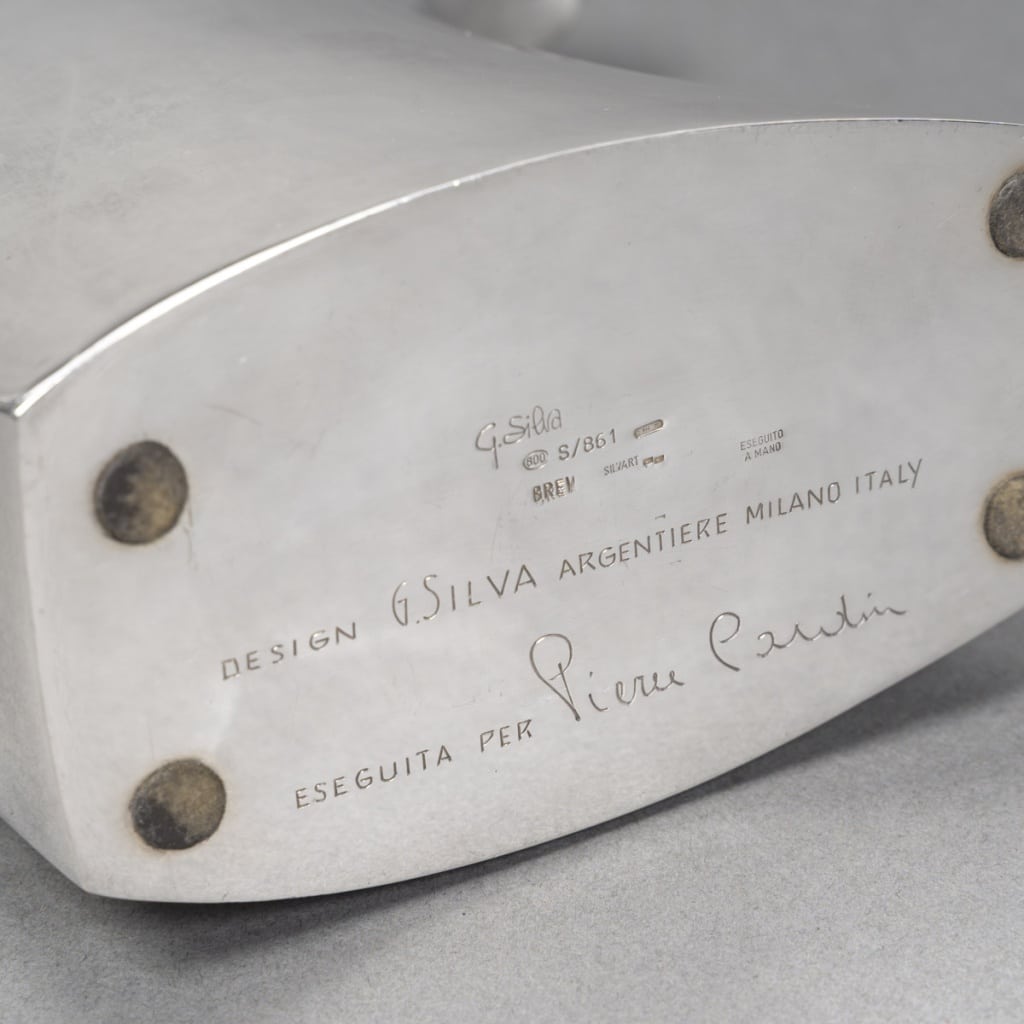 G. Silva
800 S/861
BREV SILVART
ESEGUITO
A MANO
DESIGN G. SILVA ARGENTIERE MILANO ITALY
ESEGUITA PER Pierre Cardin